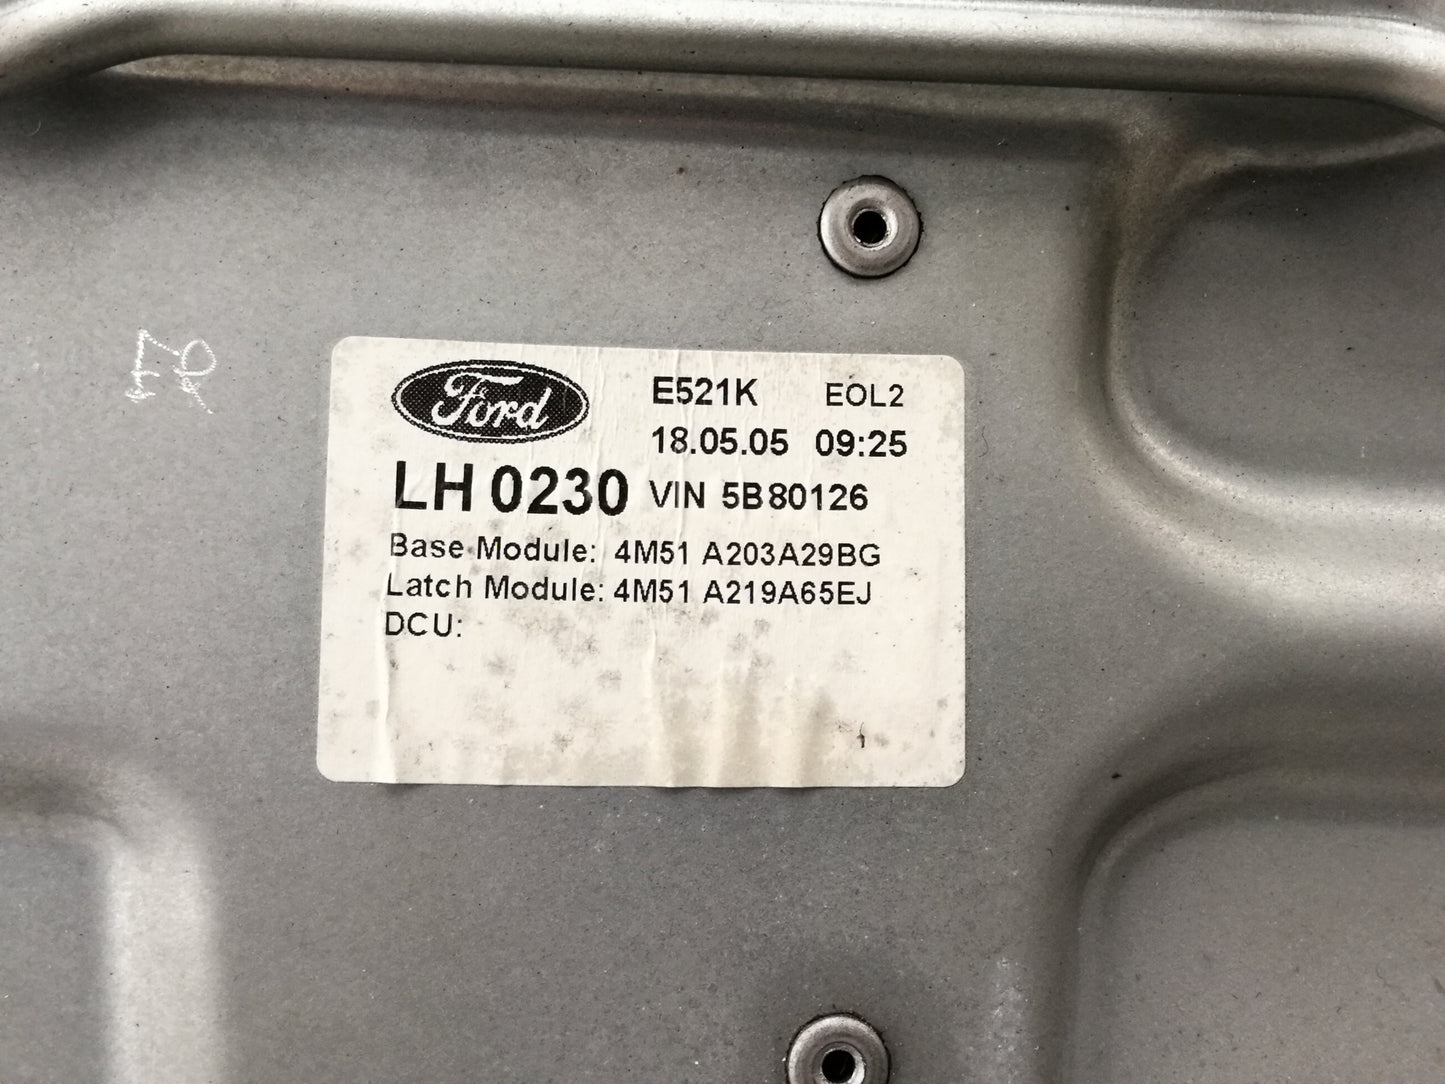 Ford
E521K EOL2
18.05.05 09:25
LH 0230 VIN 5B80126
Base Module: 4M51 A203A29BG
Latch Module: 4M51 A219A65EJ
DCU: